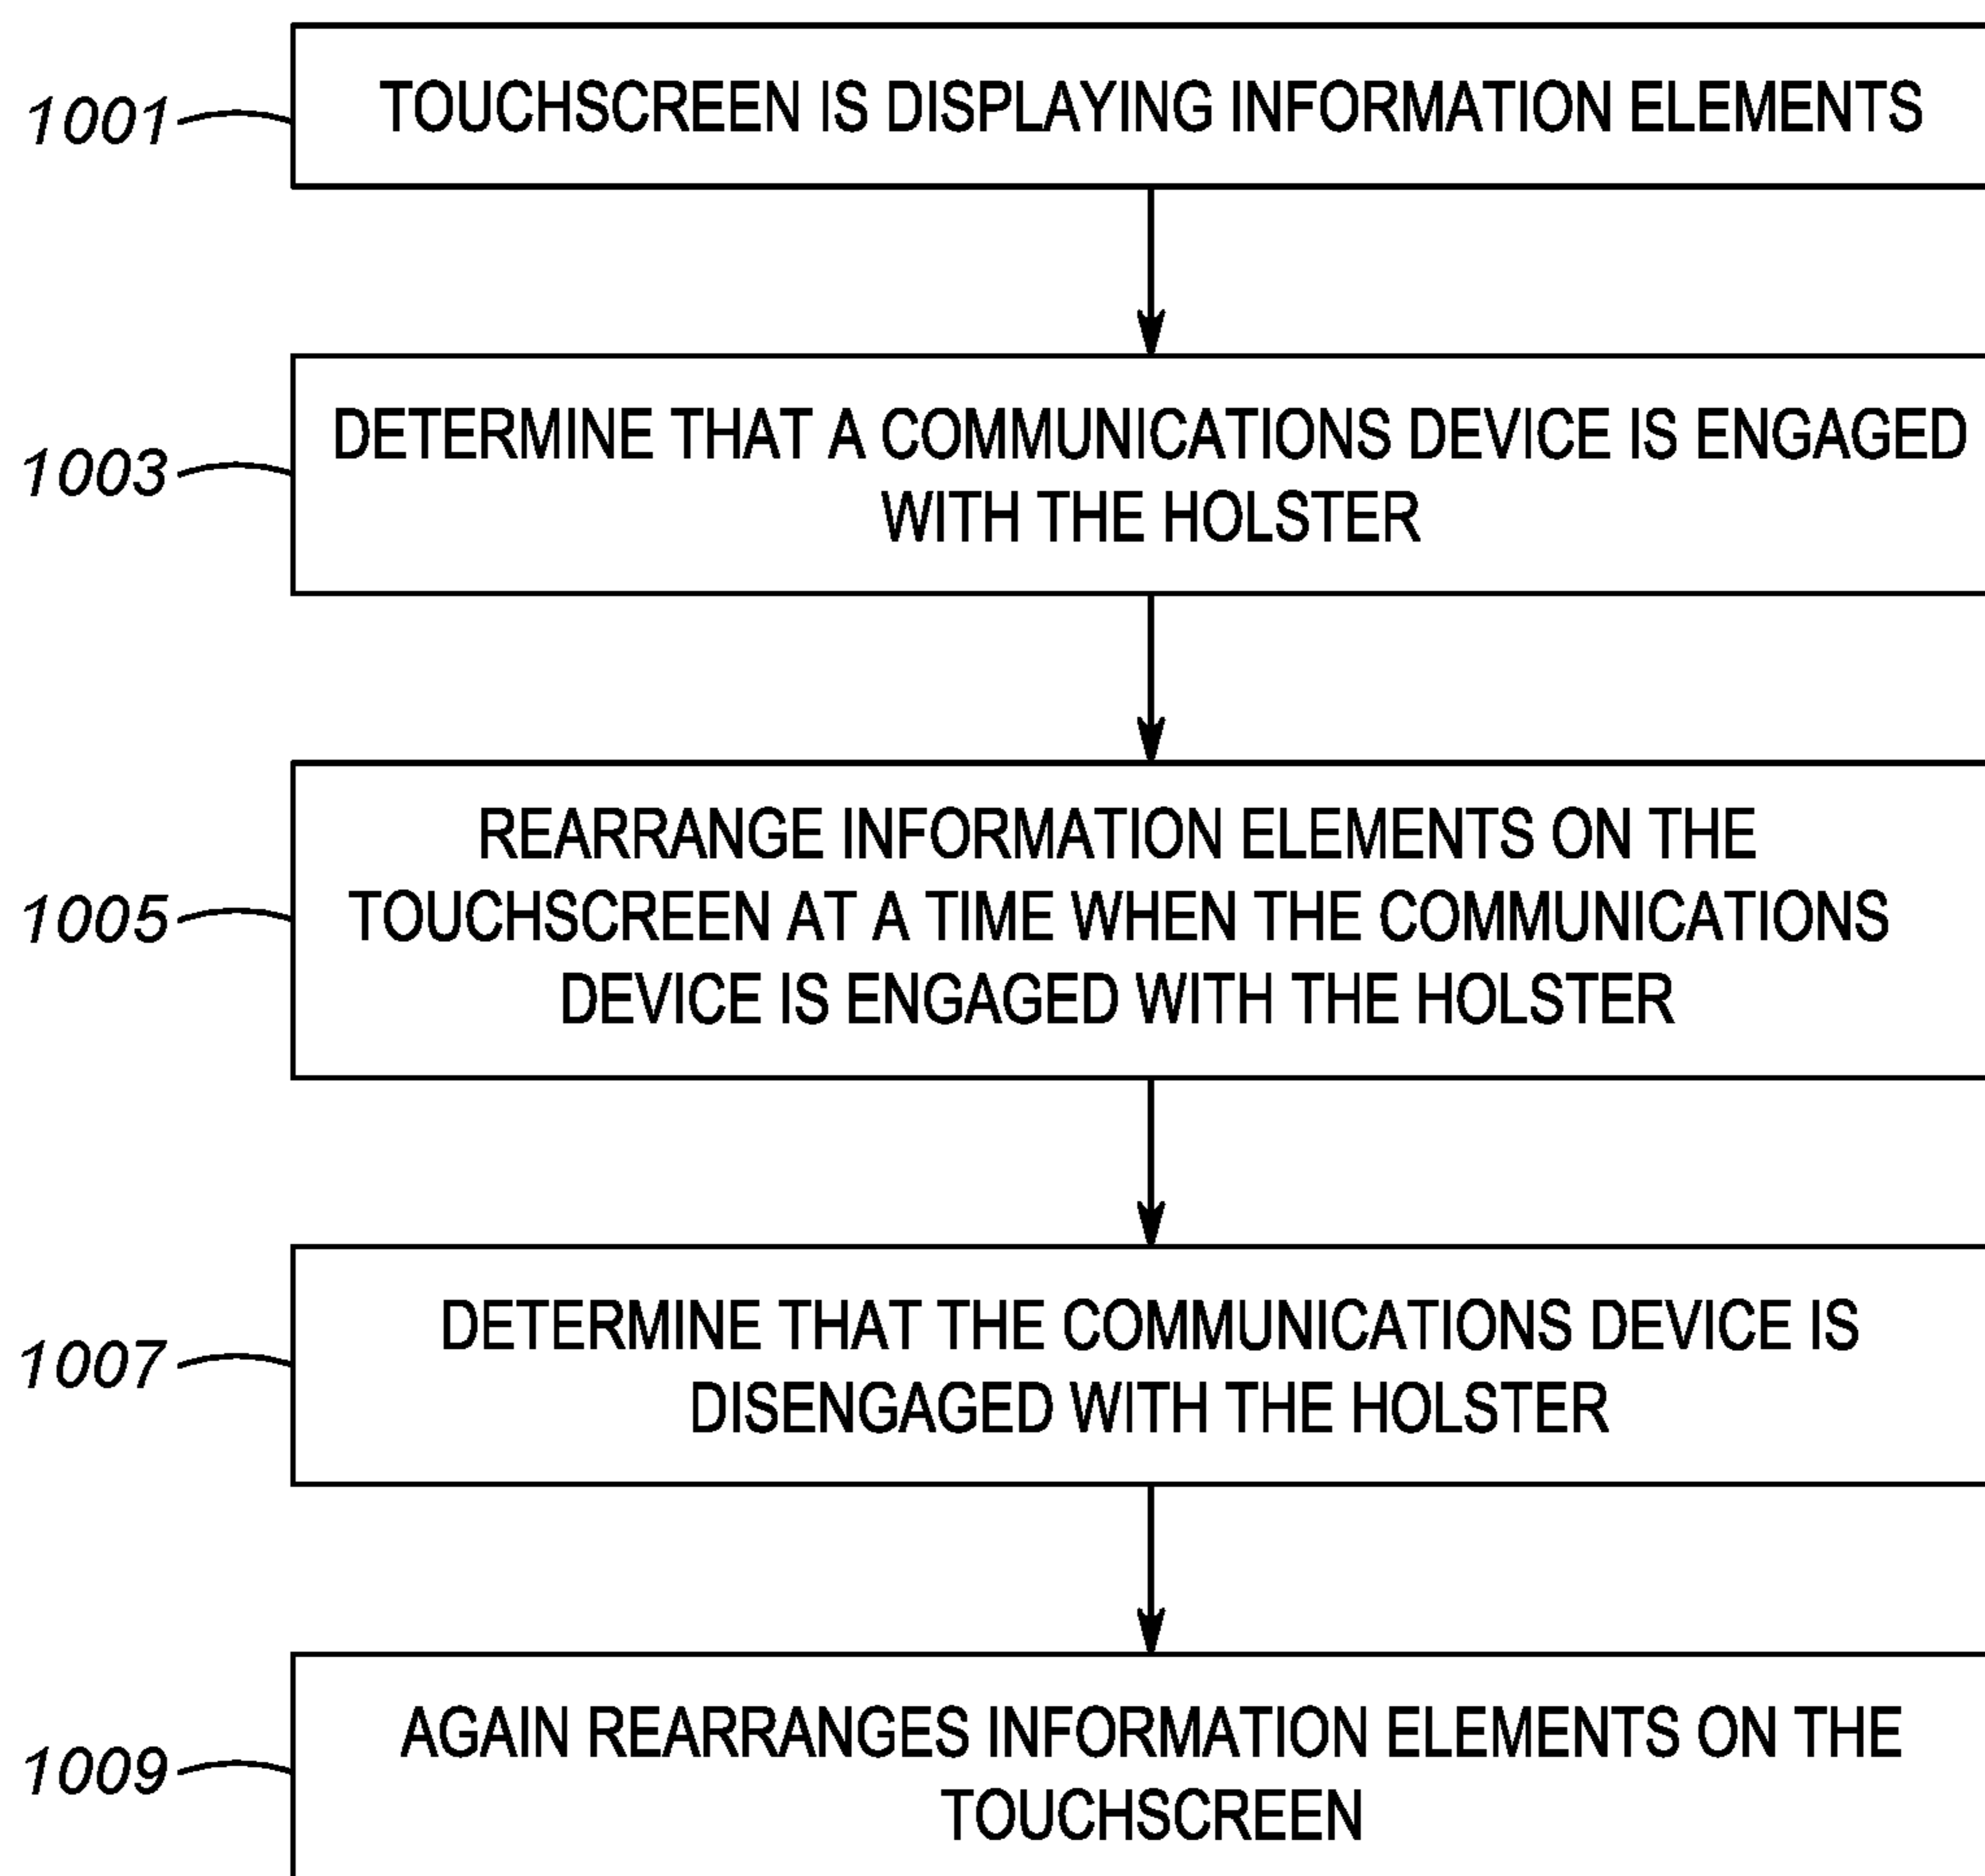 1001
TOUCHSCREEN IS DISPLAYING INFORMATION ELEMENTS
1003
DETERMINE THAT A COMMUNCATIONS DEVICE IS ENGAGED
WITH THE HOLSTER
1005
REARRANGE INFORMATION ELEMENTS ON THE
TOUCHSCREEN AT A TIME WHEN THE COMMUNICATIONS
DEVICE IS ENGAGED WITH THE HOLSTER
1007
DETERMINE THAT THE COMMUNICATIONS DEVICE IS
DISENGAGED WITH THE HOLSTER
1009
AGAIN REARRANGES INFORMATION ELEMENTS ON THE
TOUCHSCREEN